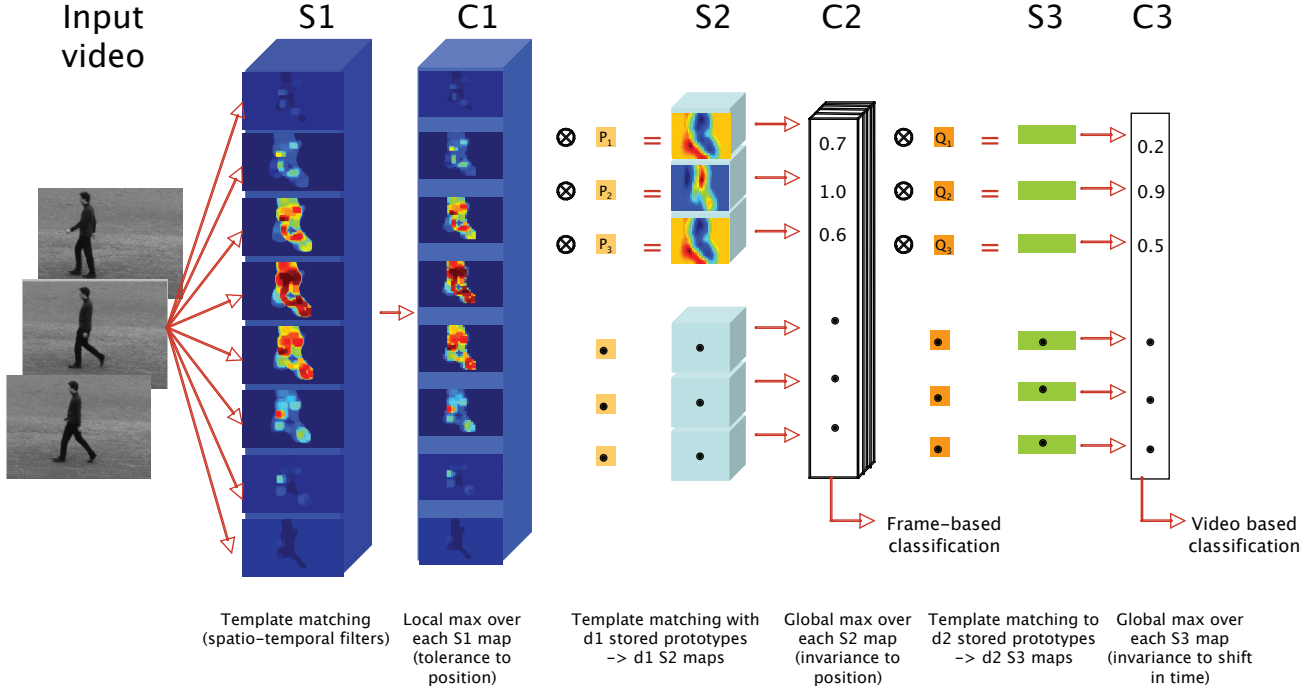 Input
video
S1
C1
S2
C2
S3
C3
P1 =
P2 =
P3 =
0.7
1.0
0.6
Q1 =
Q2 =
Q3 =
0.2
0.9
0.5
Frame-based
classification
Video based
classification
Template matching
(spatio-temporal filters)
Local max over
each S1 map
(tolerance to
position)
Template matching with
d1 stored prototypes
-> d1 S2 maps
Global max over
each S2 map
(invariance to
position)
Template matching to
d2 stored prototypes
-> d2 S3 maps
Global max over
each S3 map
(invariance to shift
in time)